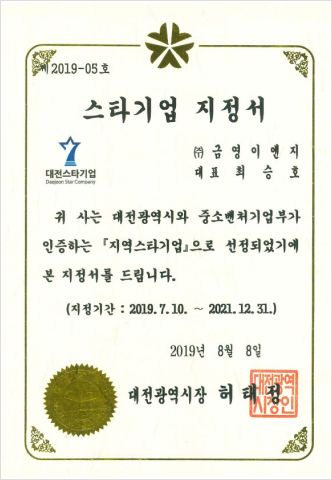 제2019-05호
스타기업 지정서
대전스타기업
Daejeon Star Company
㈜ 금영이앤지
대표 최승호
귀 사는 대전광역시와 중소벤처기업부가
인증하는 『지역스타기업』으로 선정되었기에
본 지정서를 드립니다.
(지정기간 : 2019.7.10. ~ 2021.12.31.)
2019년 8월 8일
대전광역시장 허태정
대전광역
시장인